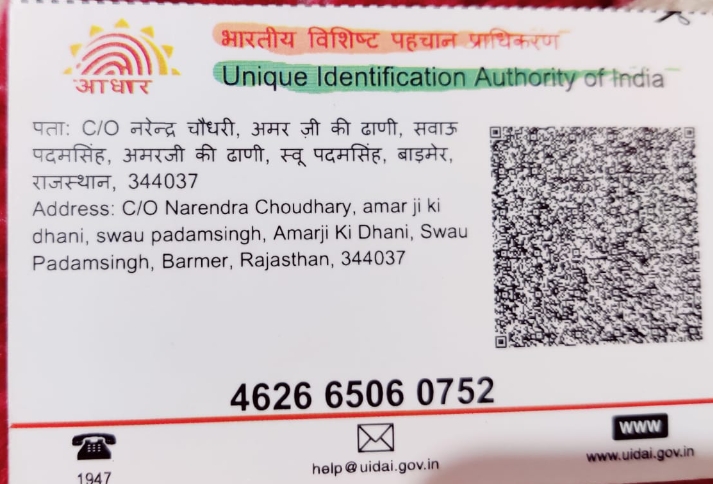 आधार
भारतीय विशिष्ट पहचान प्राधिकरण
Unique Identification Authority of India
पता: C/O नरेन्द्र चौधरी, अमर ज़ी की ढाणी, सवाऊ
पदमसिंह, अमरजी की ढाणी, स्वू पदमसिंह, बाड़मेर,
राजस्थान, 344037
Address: C/O Narendra Choudhary, amar ji ki
dhani, swau padamsingh, Amarji Ki Dhani, Swau
Padamsingh, Barmer, Rajasthan, 344037
4626 6506 0752
1947
help@uidai.gov.in
WWW
www.uidai.gov.in